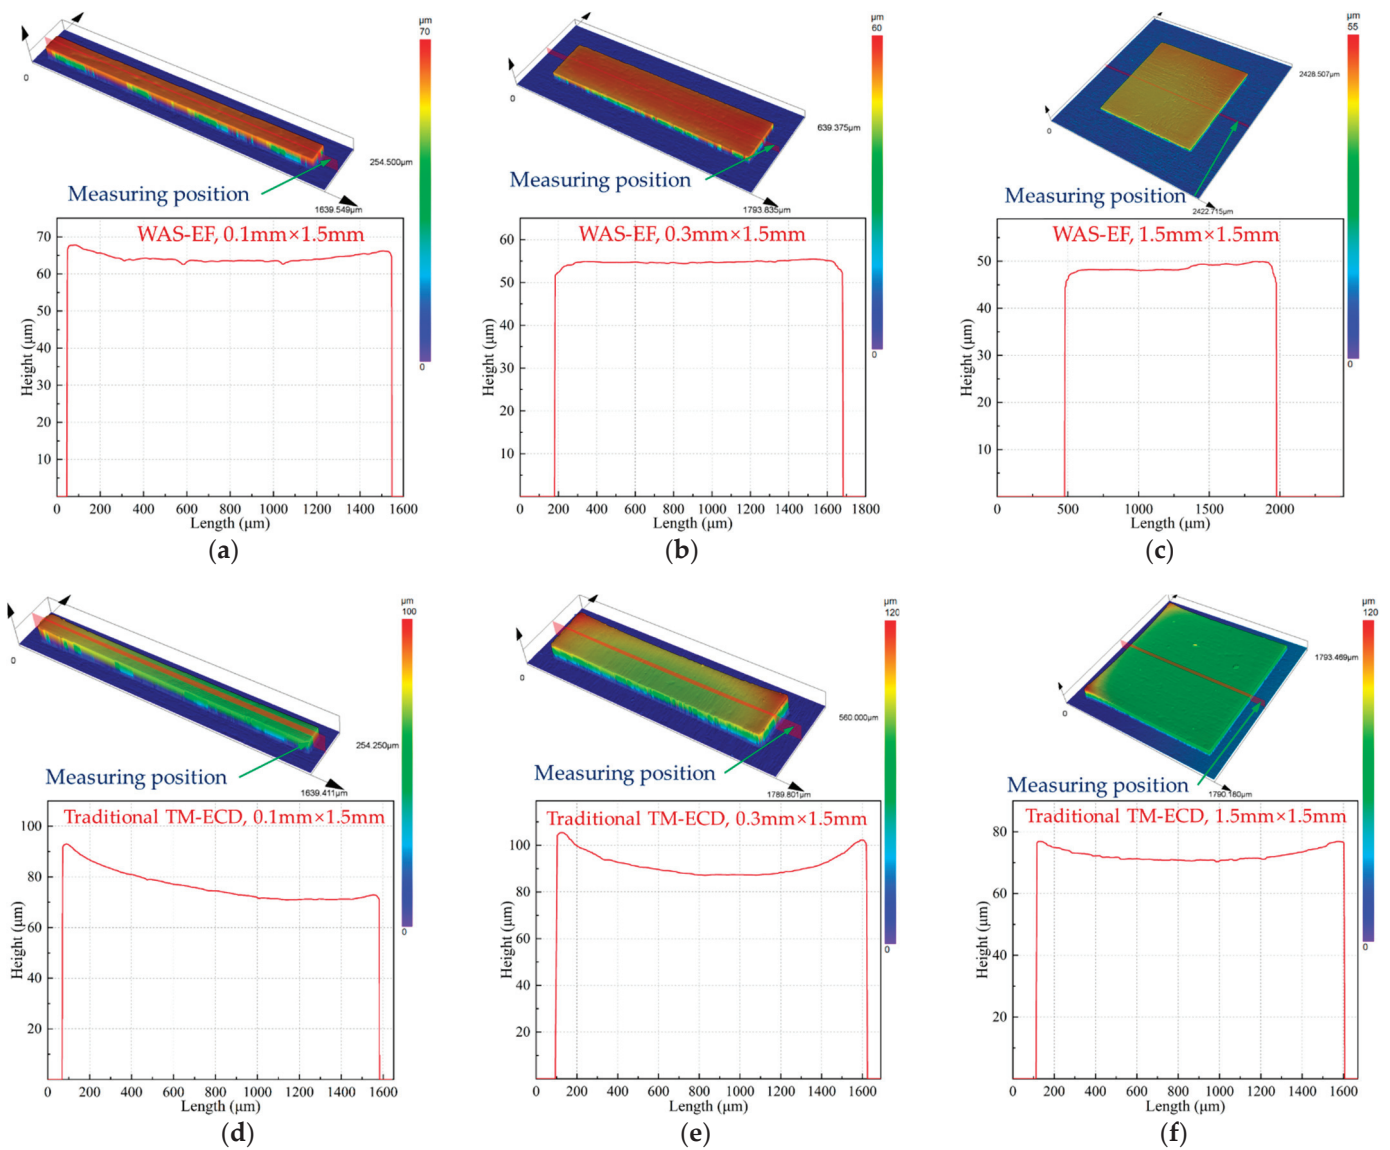 μm
70
0
0
254.500μm
1639.549μm
Measuring position
WAS-EF, 0.1mm×1.5mm
70
60
50
40
30
20
10
Height (μm)
0 200 400 600 800 1000 1200 1400 1600
Length (μm)
(a)
60
0
0
639.375μm
1793.835μm
Measuring position
WAS-EF, 0.3mm×1.5mm
60
50
40
30
20
10
Height (μm)
0 200 400 600 800 1000 1200 1400 1600 1800
Length (μm)
(b)
μm
55
0
0
2428.507μm
2422.715μm
Measuring position
WAS-EF, 1.5mm×1.5mm
50
40
30
20
10
Height (μm)
0 500 1000 1500 2000
Length (μm)
(c)
μm
100
0
0
254.250μm
1639.411μm
Measuring position
Traditional TM-ECD, 0.1mm×1.5mm
100
80
60
40
20
Height (μm)
0 200 400 600 800 1000 1200 1400 1600
Length (μm)
(d)
μm
120
0
0
560.000μm
1789.801μm
Measuring position
Traditional TM-ECD, 0.3mm×1.5mm
100
80
60
40
20
Height (μm)
0 200 400 600 800 1000 1200 1400 1600
Length (μm)
(e)
μm
120
0
0
1793.469μm
1790.180μm
Measuring position
Traditional TM-ECD, 1.5mm×1.5mm
80
60
40
20
Height (μm)
0 200 400 600 800 1000 1200 1400 1600
Length (μm)
(f)